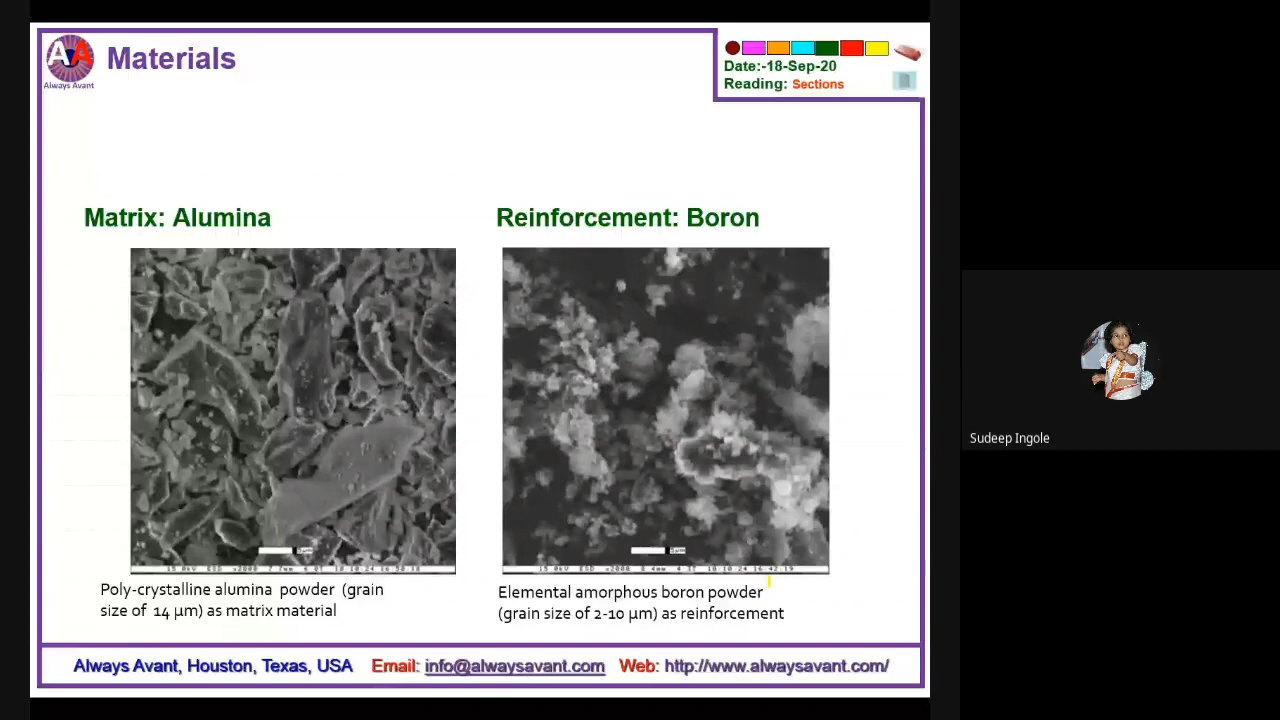 Materials
AVA
Always Avant
Date:-18-Sep-20
Reading: Sections
Matrix: Alumina
Reinforcement: Boron
Poly-crystalline alumina powder (grain
size of 14 μm) as matrix material
Elemental amorphous boron powder
(grain size of 2-10 μm) as reinforcement
Always Avant, Houston, Texas, USA Email: info@alwaysavant.com Web: http://www.alwaysavant.com/
Sudeep Ingole